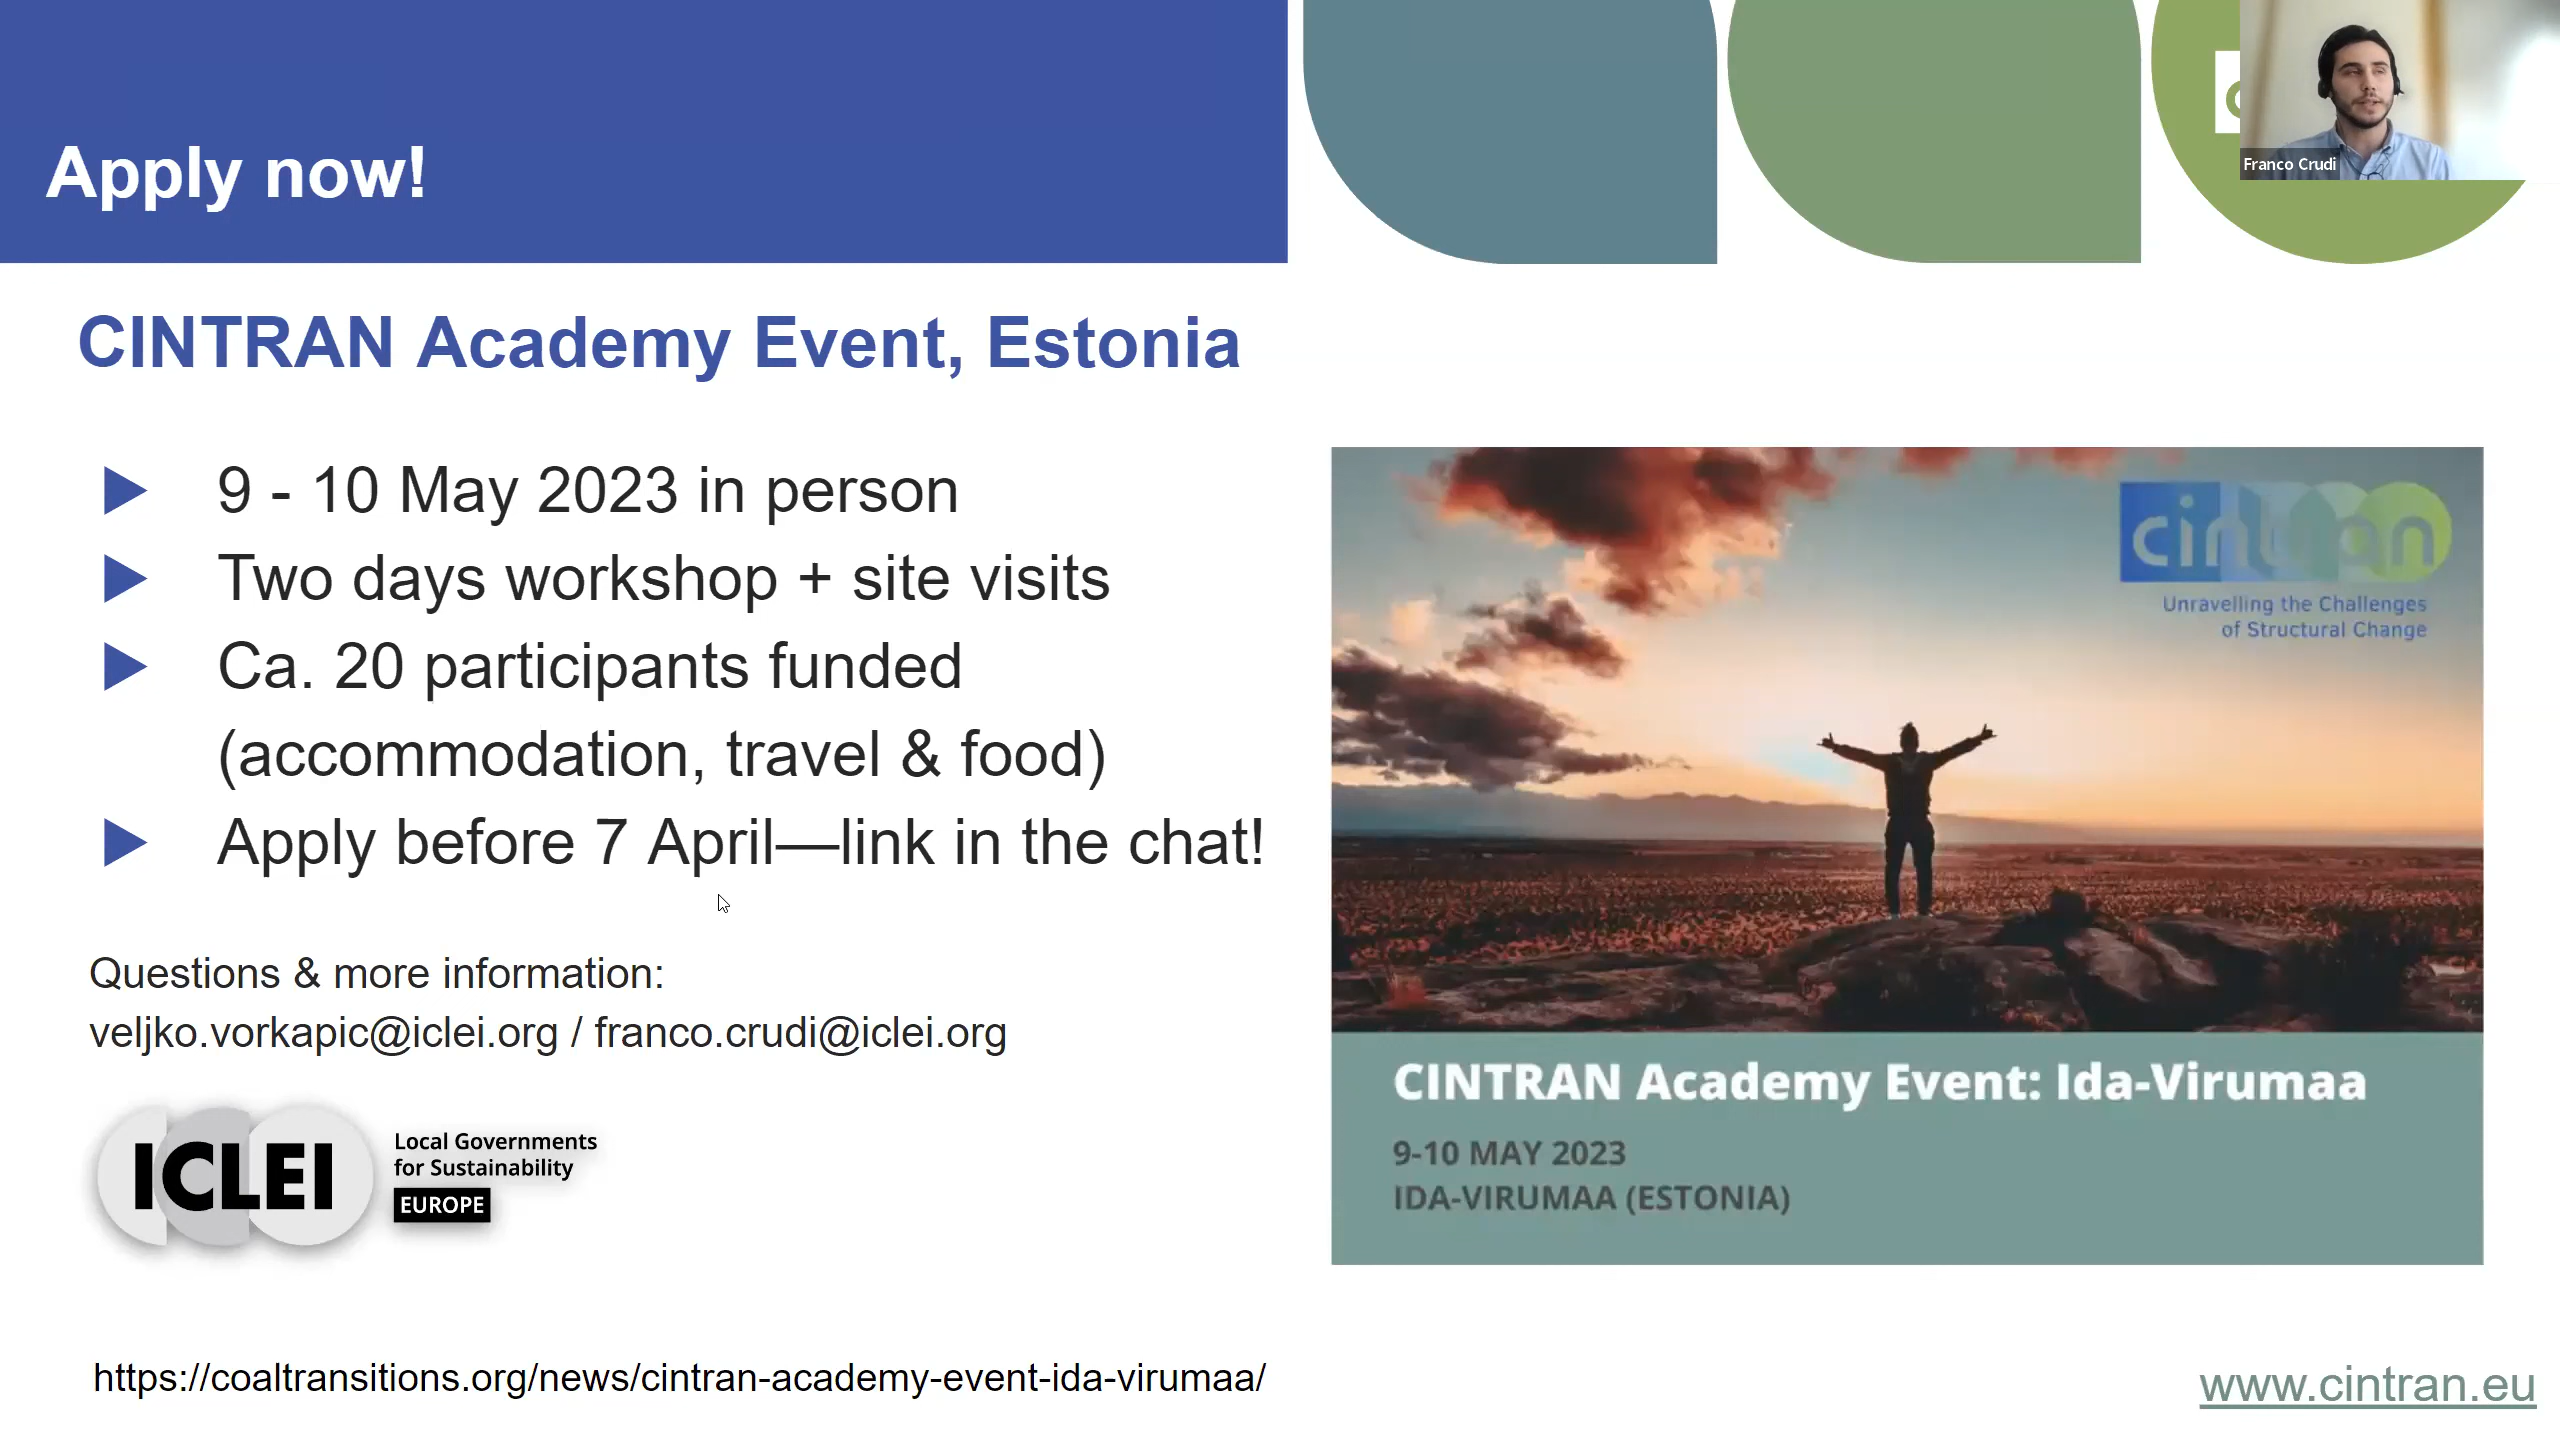 Apply now!
Franco Crudi
CINTRAN Academy Event, Estonia
9 - 10 May 2023 in person
Two days workshop + site visits
Ca. 20 participants funded
(accommodation, travel & food)
Apply before 7 April—link in the chat!
Questions & more information:
veljko.vorkapic@iclei.org / franco.crudi@iclei.org
ICLEI
Local Governments
for Sustainability
EUROPE
cintran
Unravelling the Challenges
of Structural Change
CINTRAN Academy Event: Ida-Virumaa
9-10 MAY 2023
IDA-VIRUMAA (ESTONIA)
https://coaltransitions.org/news/cintran-academy-event-ida-virumaa/
www.cintran.eu